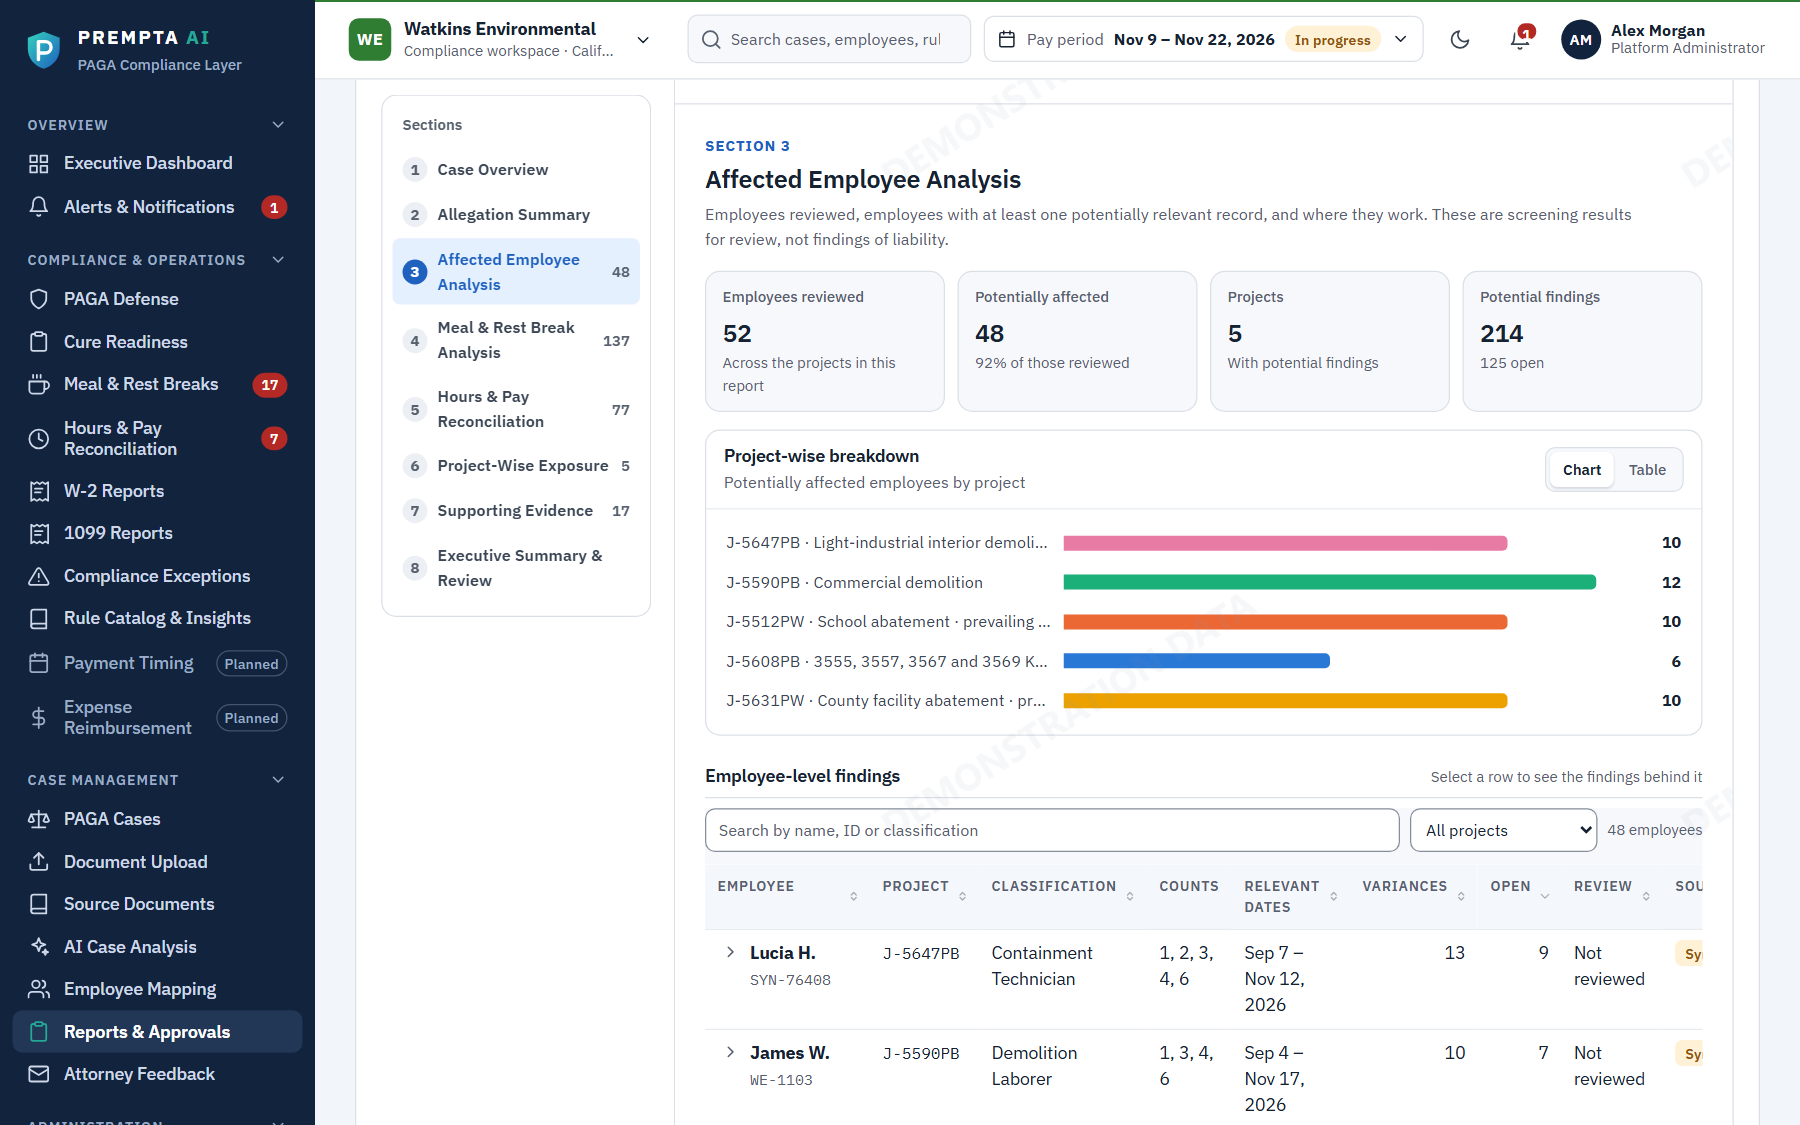 PREMPTA AI
PAGA Compliance Layer
OVERVIEW
Executive Dashboard
Alerts & Notifications 1
COMPLIANCE & OPERATIONS
PAGA Defense
Cure Readiness
Meal & Rest Breaks 17
Hours & Pay
Reconciliation 7
W-2 Reports
1099 Reports
Compliance Exceptions
Rule Catalog & Insights
Payment Timing Planned
Expense
Reimbursement Planned
CASE MANAGEMENT
PAGA Cases
Document Upload
Source Documents
AI Case Analysis
Employee Mapping
Reports & Approvals
Attorney Feedback
ADMINISTRATION
WE
Watkins Environmental
Compliance workspace · Calif...
Search cases, employees, rul
Pay period Nov 9 – Nov 22, 2026 In progress
1
AM
Alex Morgan
Platform Administrator
Sections
1 Case Overview
2 Allegation Summary
3 Affected Employee
Analysis 48
4 Meal & Rest Break
Analysis 137
5 Hours & Pay
Reconciliation 77
6 Project-Wise Exposure 5
7 Supporting Evidence 17
8 Executive Summary &
Review
SECTION 3
Affected Employee Analysis
Employees reviewed, employees with at least one potentially relevant record, and where they work. These are screening results
for review, not findings of liability.
Employees reviewed
52
Across the projects in this
report
Potentially affected
48
92% of those reviewed
Projects
5
With potential findings
Potential findings
214
125 open
Project-wise breakdown
Potentially affected employees by project
Chart Table
J-5647PB · Light-industrial interior demoli... 10
J-5590PB · Commercial demolition 12
J-5512PW · School abatement · prevailing ... 10
J-5608PB · 3555, 3557, 3567 and 3569 K... 6
J-5631PW · County facility abatement · pr... 10
DEMONSTRATION DATA
Employee-level findings
Select a row to see the findings behind it
Search by name, ID or classification
All projects
48 employees
EMPLOYEE PROJECT CLASSIFICATION COUNTS RELEVANT DATES VARIANCES OPEN REVIEW SOU
Lucia H. J-5647PB Containment 1, 2, 3, Sep 7 – 13 9 Not Sy
SYN-76408 Technician 4, 6 Nov 12, reviewed
2026
James W. J-5590PB Demolition 1, 3, 4, Sep 4 – 10 7 Not Sy
WE-1103 Laborer 6 Nov 17, reviewed
2026